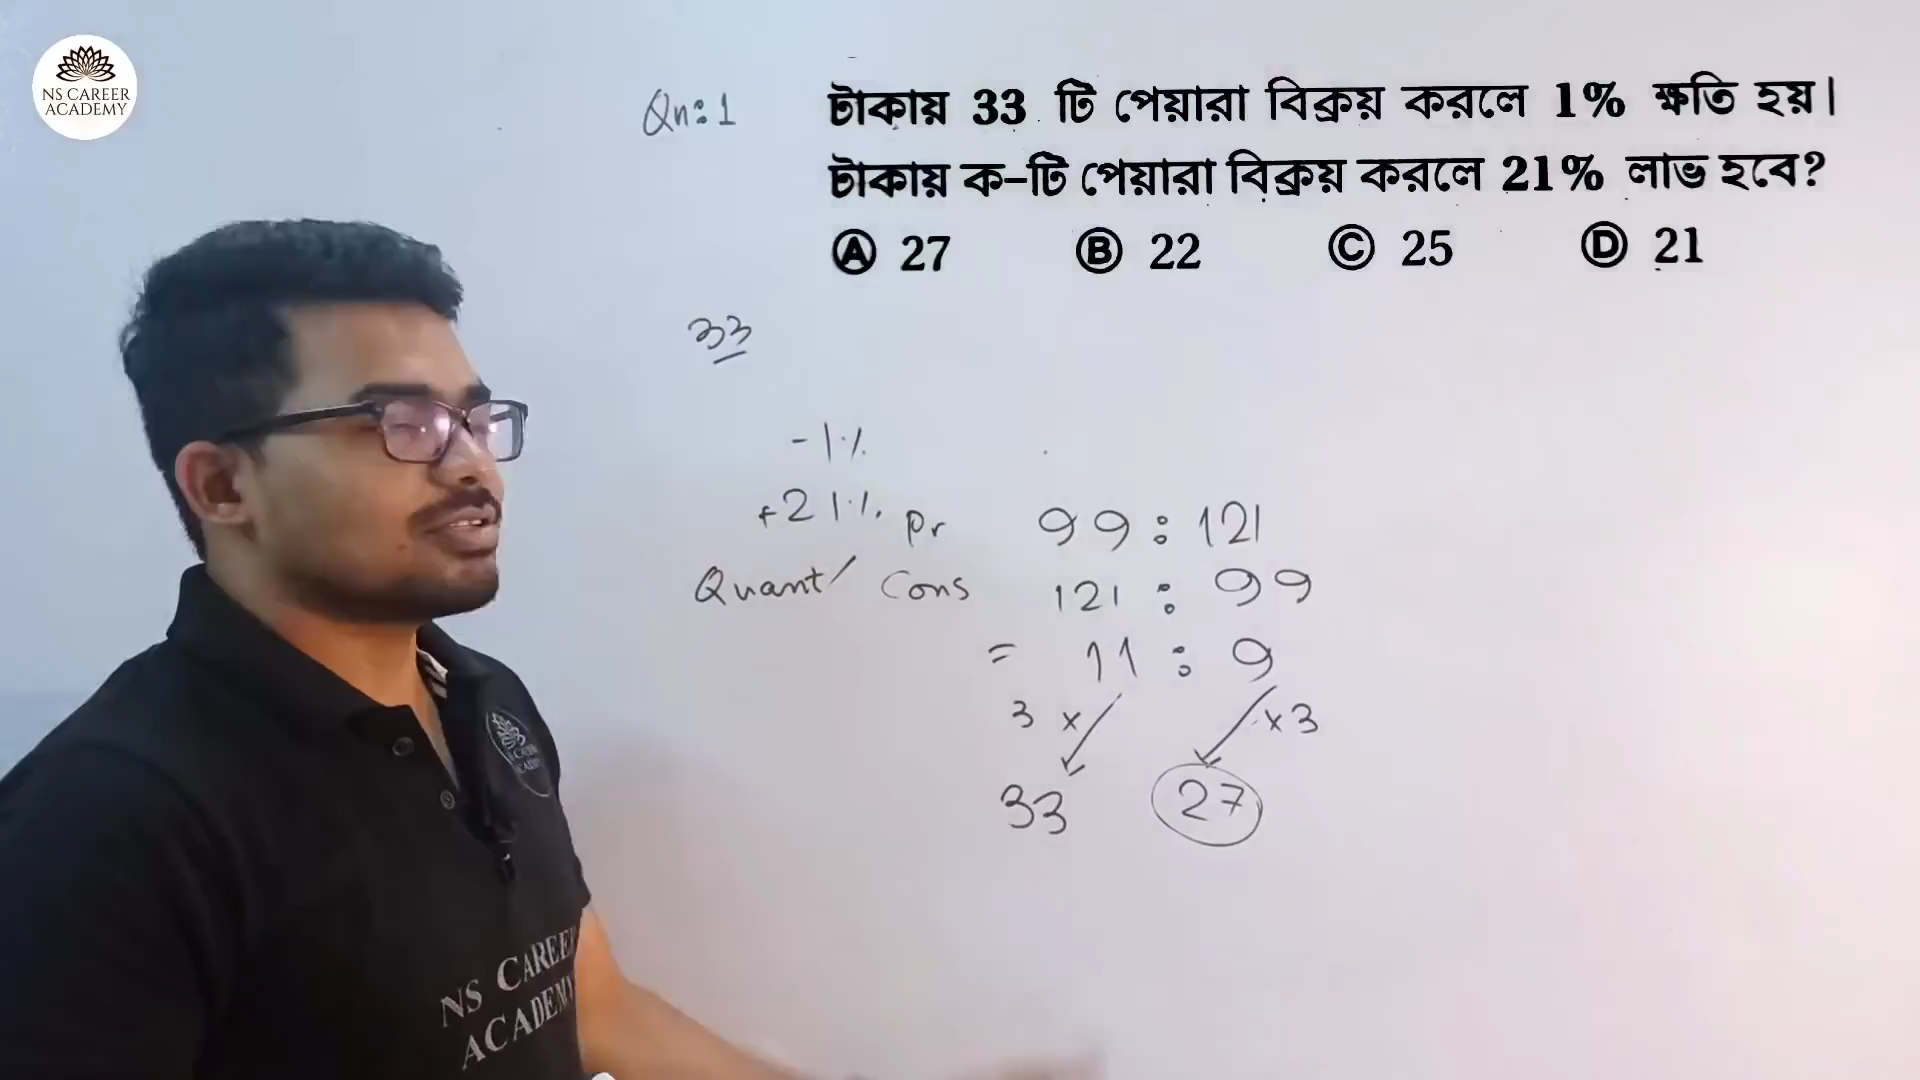 NS CAREER
ACADEMY
Qn: 1
টাকায় 33 টি পেয়ারা বিক্রয় করলে 1% ক্ষতি হয়।
টাকায় ক-টি পেয়ারা বিক্রয় করলে 21% লাভ হবে?
Ⓐ 27 Ⓑ 22 Ⓒ 25 Ⓓ 21
33
-1%
+21% Pr 99 : 121
Quant/ Cons 121 : 99
= 11 : 9
3 × ×3
33 27
NS CAREER
ACADEMY